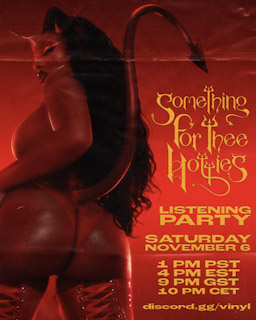 Something
For Thee
Hotties
LISTENING
PARTY
SATURDAY
NOVEMBER 6
1 PM PST
4 PM EST
9 PM GST
10 PM CET
discord.gg/vinyl